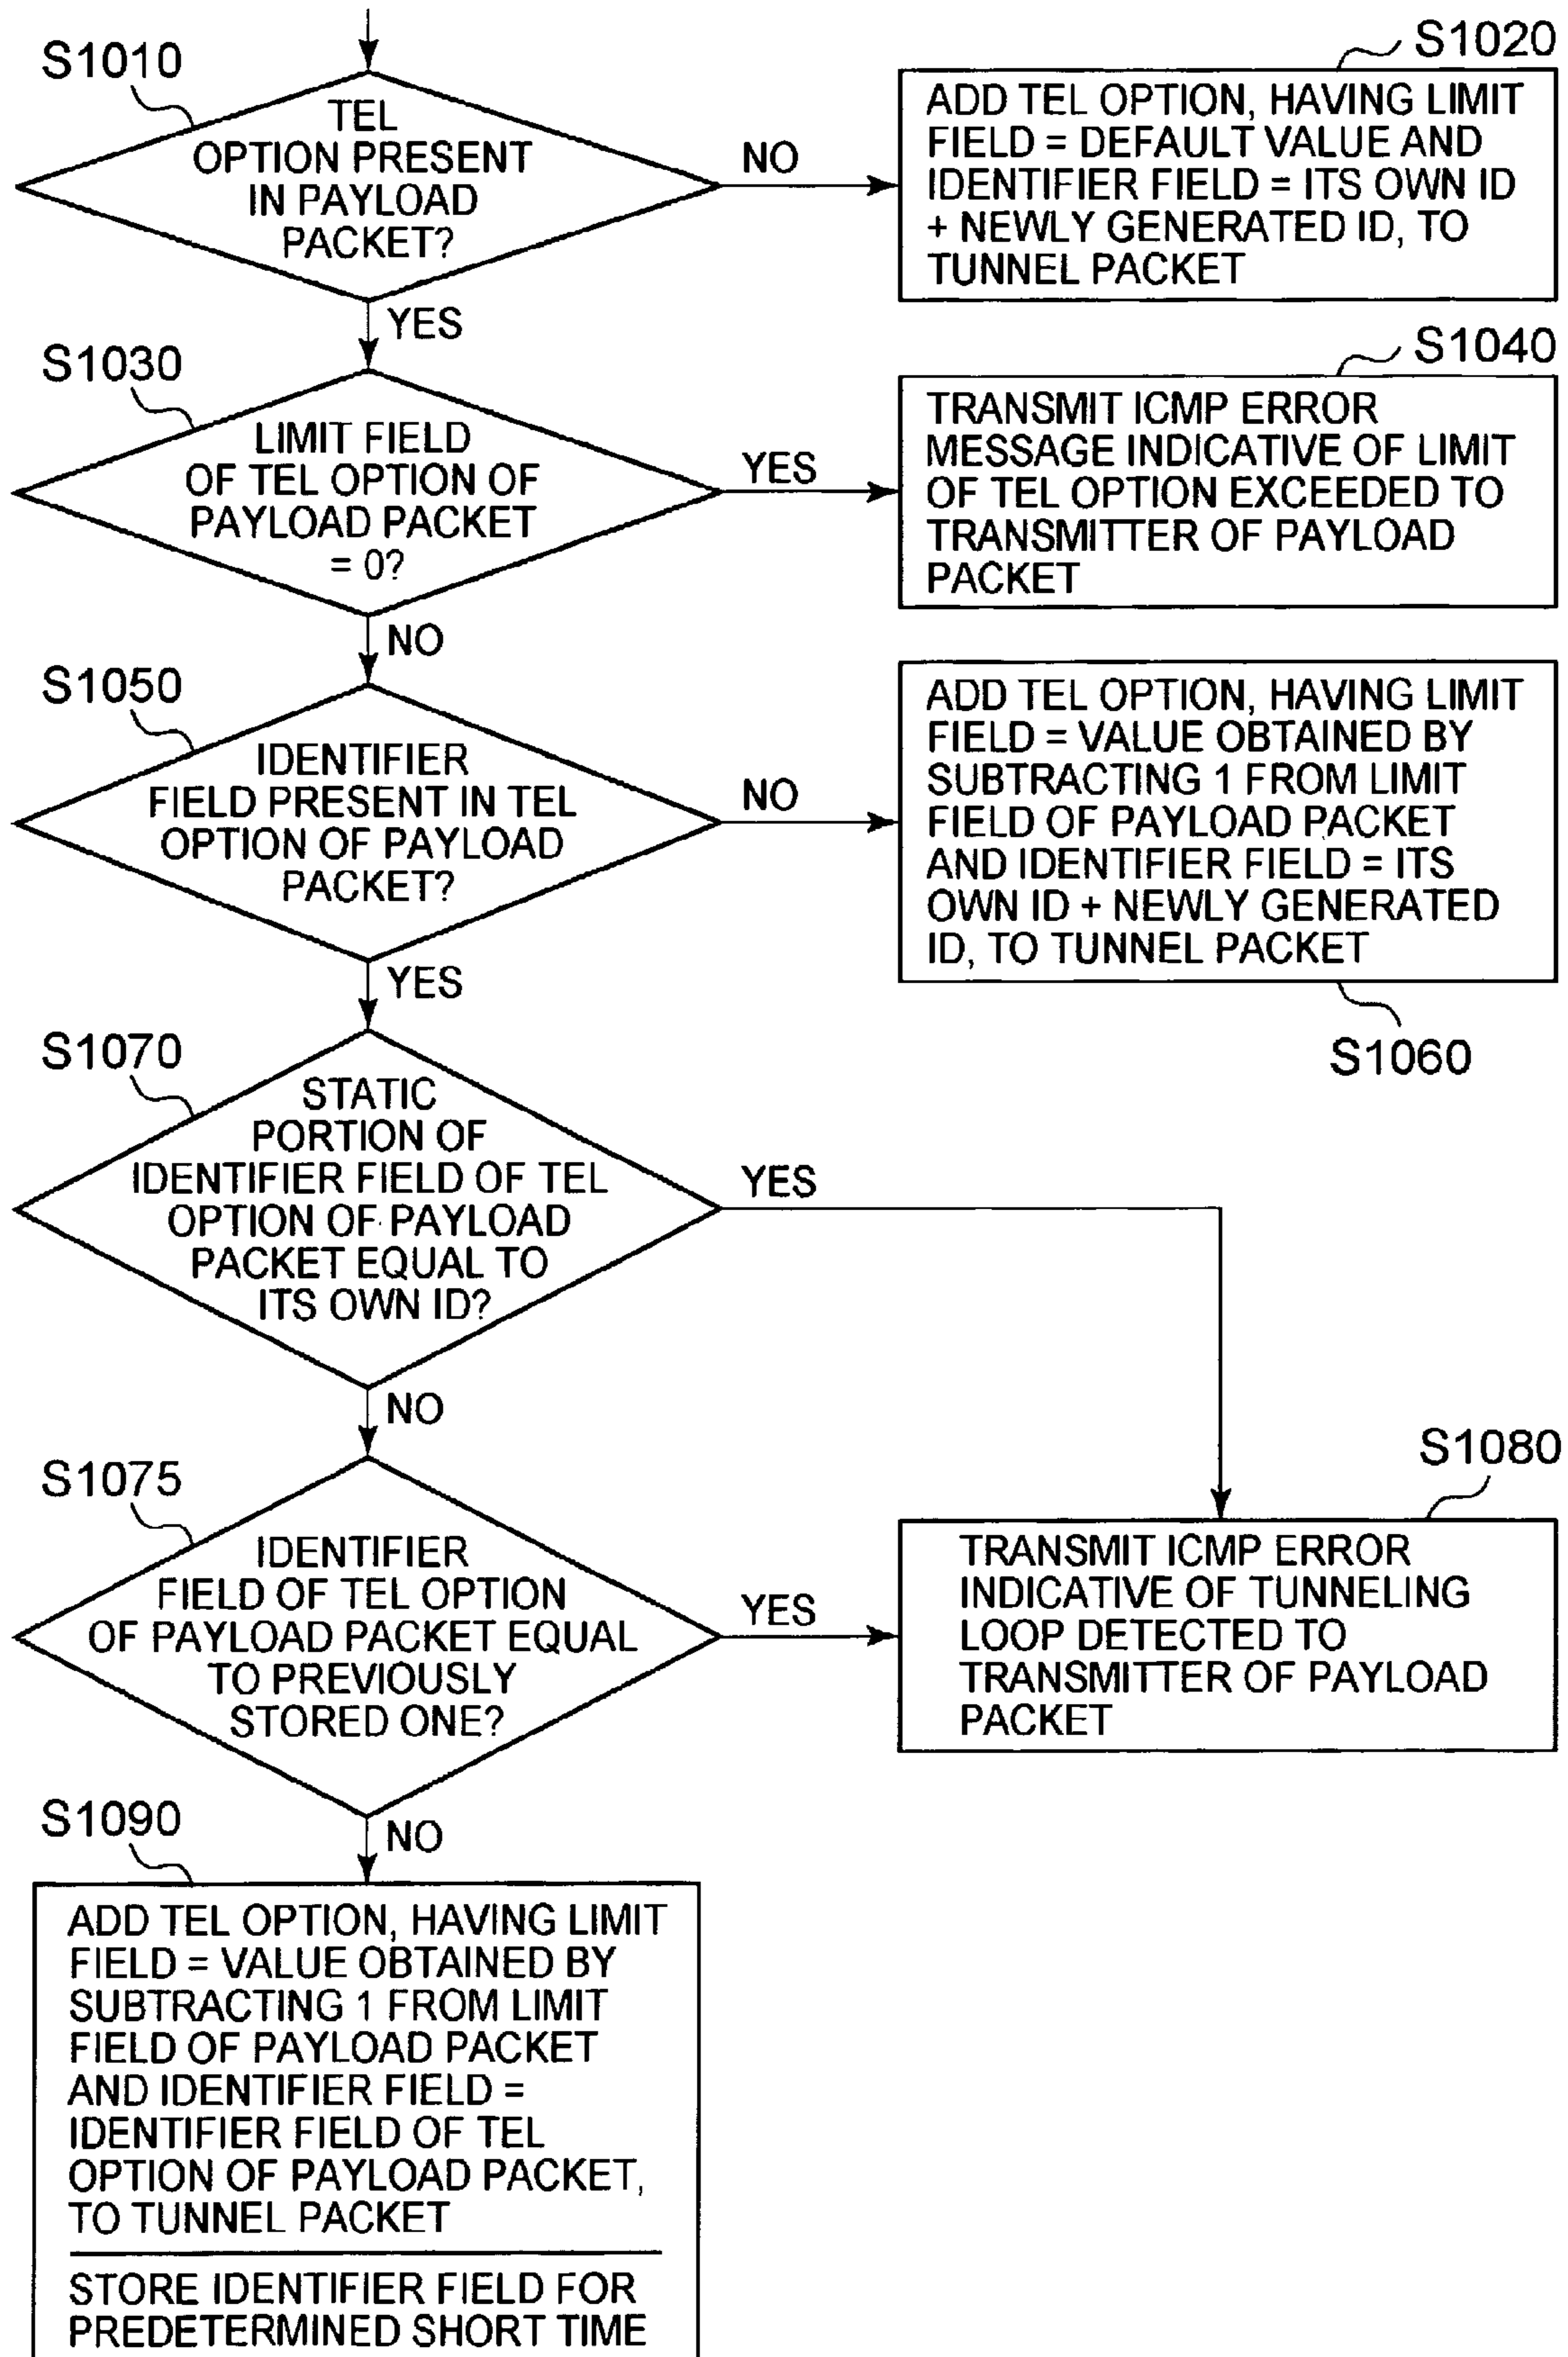 S1010
TEL
OPTION PRESENT
IN PAYLOAD
PACKET?
NO
YES
S1020
ADD TEL OPTION, HAVING LIMIT
FIELD = DEFAULT VALUE AND
IDENTIFIER FIELD = ITS OWN ID
+ NEWLY GENERATED ID, TO
TUNNEL PACKET
S1030
LIMIT FIELD
OF TEL OPTION OF
PAYLOAD PACKET
= 0?
YES
NO
S1040
TRANSMIT ICMP ERROR
MESSAGE INDICATIVE OF LIMIT
OF TEL OPTION EXCEEDED TO
TRANSMITTER OF PAYLOAD
PACKET
S1050
IDENTIFIER
FIELD PRESENT IN TEL
OPTION OF PAYLOAD
PACKET?
NO
YES
ADD TEL OPTION, HAVING LIMIT
FIELD = VALUE OBTAINED BY
SUBTRACTING 1 FROM LIMIT
FIELD OF PAYLOAD PACKET
AND IDENTIFIER FIELD = ITS
OWN ID + NEWLY GENERATED
ID, TO TUNNEL PACKET
S1060
S1070
STATIC
PORTION OF
IDENTIFIER FIELD OF TEL
OPTION OF PAYLOAD
PACKET EQUAL TO
ITS OWN ID?
YES
NO
S1075
IDENTIFIER
FIELD OF TEL OPTION
OF PAYLOAD PACKET EQUAL
TO PREVIOUSLY
STORED ONE?
YES
NO
S1080
TRANSMIT ICMP ERROR
INDICATIVE OF TUNNELING
LOOP DETECTED TO
TRANSMITTER OF PAYLOAD
PACKET
S1090
ADD TEL OPTION, HAVING LIMIT
FIELD = VALUE OBTAINED BY
SUBTRACTING 1 FROM LIMIT
FIELD OF PAYLOAD PACKET
AND IDENTIFIER FIELD =
IDENTIFIER FIELD OF TEL
OPTION OF PAYLOAD PACKET,
TO TUNNEL PACKET
STORE IDENTIFIER FIELD FOR
PREDETERMINED SHORT TIME